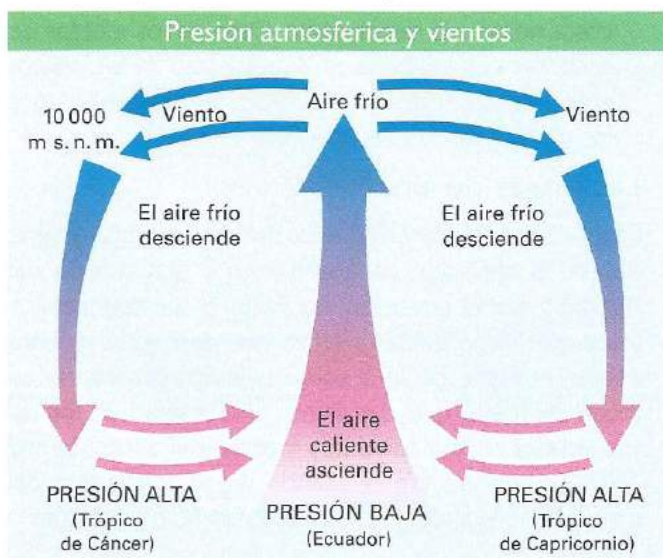 Presión atmosférica y vientos
Aire frío
10 000
m s. n. m.
Viento
Viento
El aire frío
desciende
El aire frío
desciende
El aire
caliente
asciende
PRESIÓN ALTA
(Trópico
de Cáncer)
PRESIÓN BAJA
(Ecuador)
PRESIÓN ALTA
(Trópico
de Capricornio)